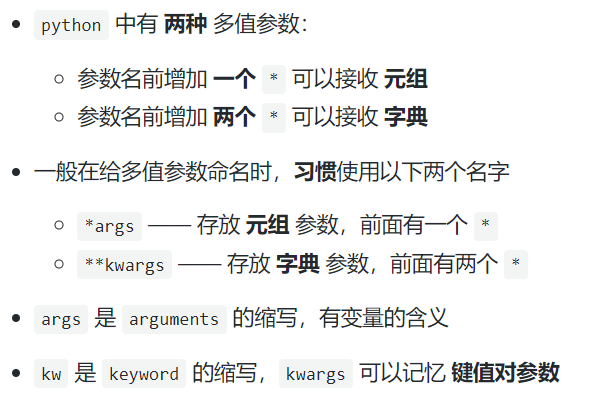 python 中有 两种 多值参数：
参数名前增加 一个 * 可以接收 元组
参数名前增加 两个 * 可以接收 字典
一般在给多值参数命名时，习惯使用以下两个名字
*args —— 存放 元组 参数，前面有一个 *
**kwargs —— 存放 字典 参数，前面有两个 *
args 是 arguments 的缩写，有变量的含义
kw 是 keyword 的缩写，kwargs 可以记忆 键值对参数